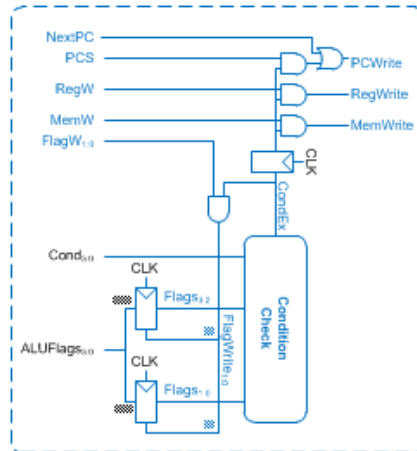 NextPC
PCS
PCWrite
RegW
RegWrite
MemW
MemWrite
FlagW1:0
CLK
CondEx
Cond3:0
CLK
Flags3:2
FlagWrite1:0
Condition
Check
ALUFlags3:0
CLK
Flags1:0